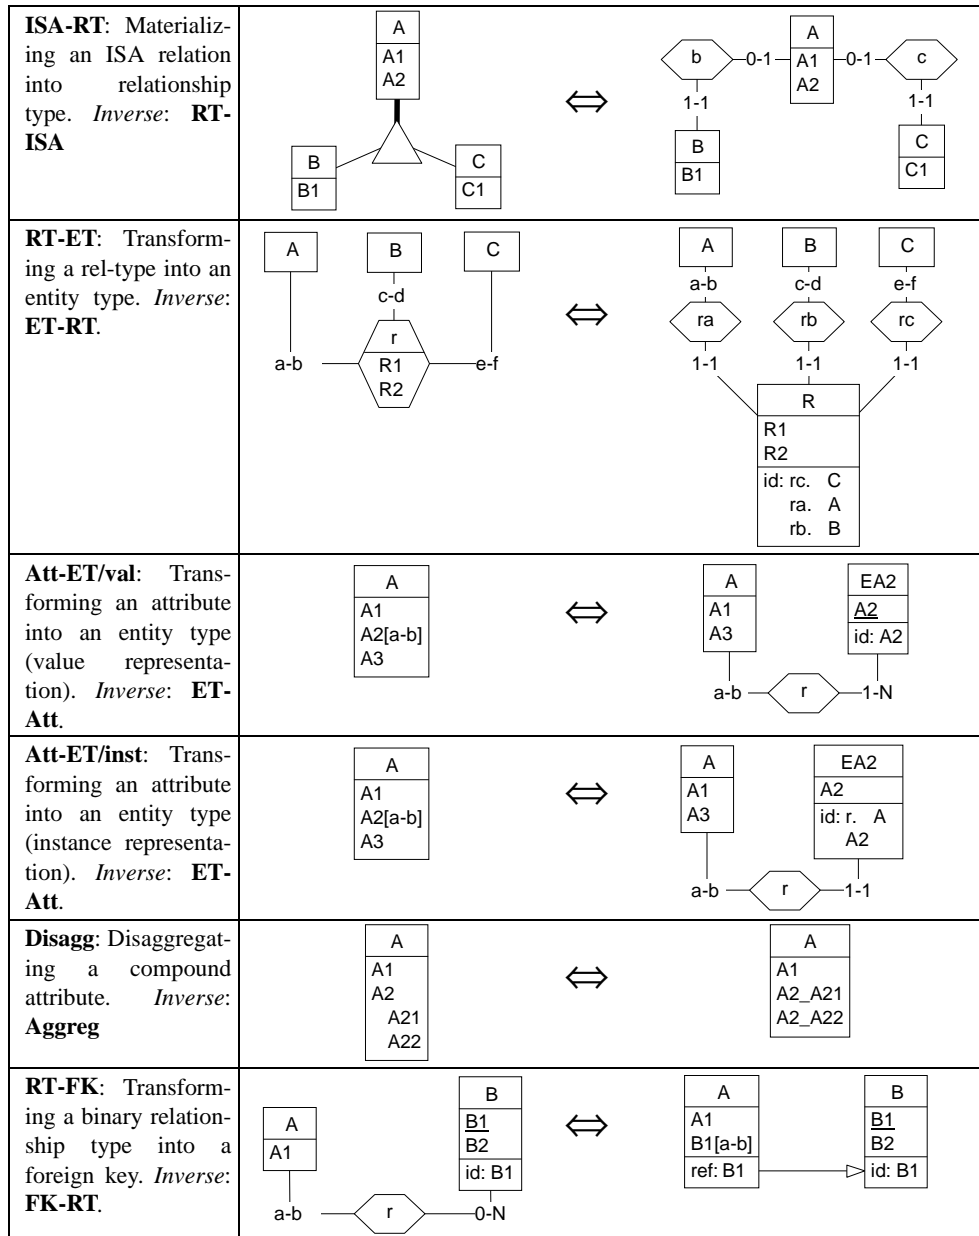 ISA-RT: Materializ-
ing an ISA relation
into relationship
type. Inverse: RT-
ISA
A
A1
A2
B
B1
C
C1
⇔
b
0-1
A
A1
A2
0-1
c
1-1
1-1
B
B1
C
C1
RT-ET: Transform-
ing a rel-type into an
entity type. Inverse:
ET-RT.
A
B
C
c-d
r
a-b
R1
R2
e-f
⇔
A
B
C
a-b
c-d
e-f
ra
rb
rc
1-1
1-1
1-1
R
R1
R2
id: rc. C
ra. A
rb. B
Att-ET/val: Trans-
forming an attribute
into an entity type
(value representa-
tion). Inverse: ET-
Att.
A
A1
A2[a-b]
A3
⇔
A
A1
A3
EA2
A2
id: A2
a-b
r
1-N
Att-ET/inst: Trans-
forming an attribute
into an entity type
(instance representa-
tion). Inverse: ET-
Att.
A
A1
A2[a-b]
A3
⇔
A
A1
A3
EA2
A2
id: r. A
A2
a-b
r
1-1
Disagg: Disaggregat-
ing a compound
attribute. Inverse:
Aggreg
A
A1
A2
A21
A22
⇔
A
A1
A2_A21
A2_A22
RT-FK: Transform-
ing a binary relation-
ship type into a
foreign key. Inverse:
FK-RT.
A
A1
B
B1
B2
id: B1
a-b
r
0-N
⇔
A
A1
B1[a-b]
ref: B1
B
B1
B2
id: B1